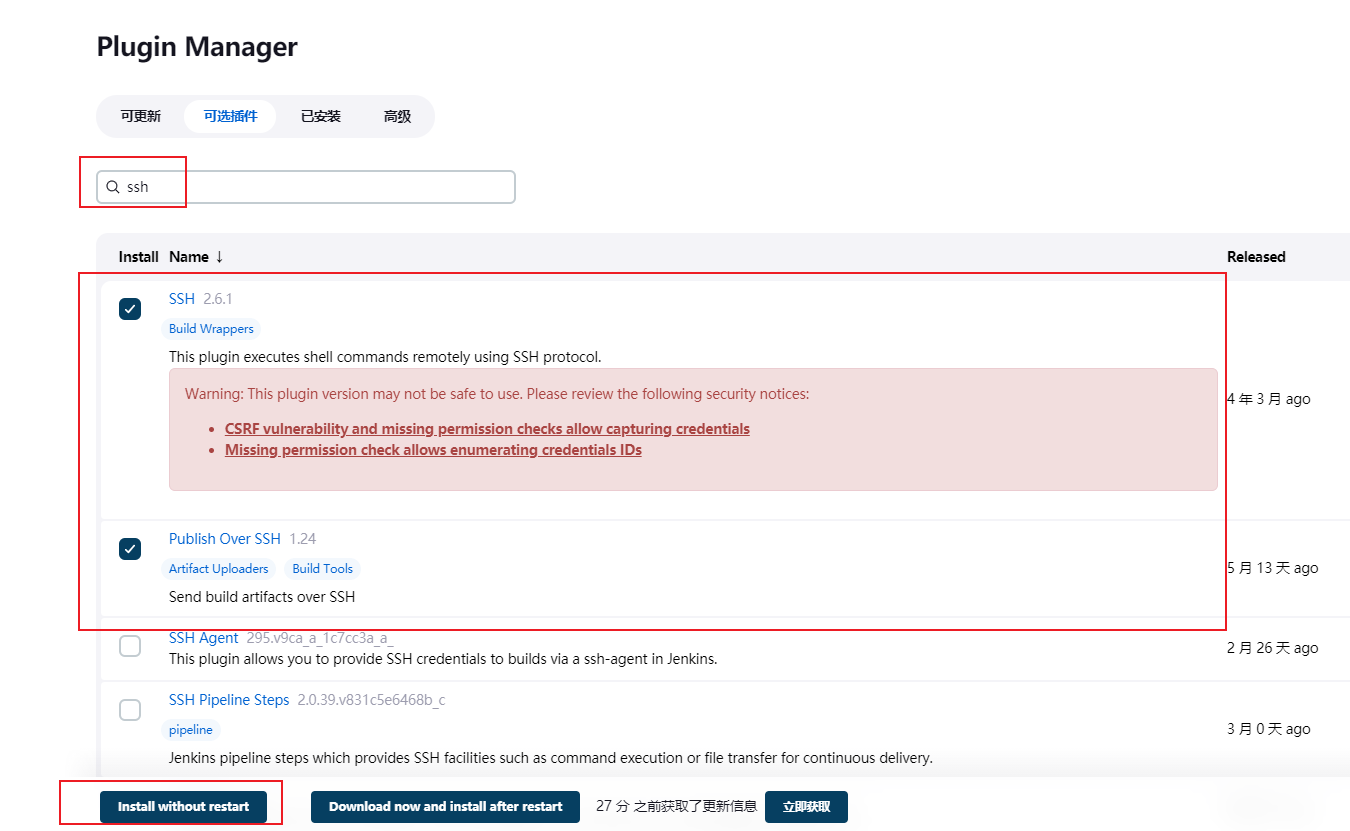 Plugin Manager
可更新 可选插件 已安装 高级
ssh
Install Name ↓ Released
SSH 2.6.1
Build Wrappers
This plugin executes shell commands remotely using SSH protocol.
Warning: This plugin version may not be safe to use. Please review the following security notices:
• CSRF vulnerability and missing permission checks allow capturing credentials
• Missing permission check allows enumerating credentials IDs
4 年 3 月 ago
Publish Over SSH 1.24
Artifact Uploaders Build Tools
Send build artifacts over SSH
5 月 13 天 ago
SSH Agent 295.v9ca_a_1c7cc3a_a_
This plugin allows you to provide SSH credentials to builds via a ssh-agent in Jenkins.
2 月 26 天 ago
SSH Pipeline Steps 2.0.39.v831c5e6468b_c
pipeline
Jenkins pipeline steps which provides SSH facilities such as command execution or file transfer for continuous delivery.
3 月 0 天 ago
Install without restart Download now and install after restart 27 分 之前获取了更新信息 立即获取